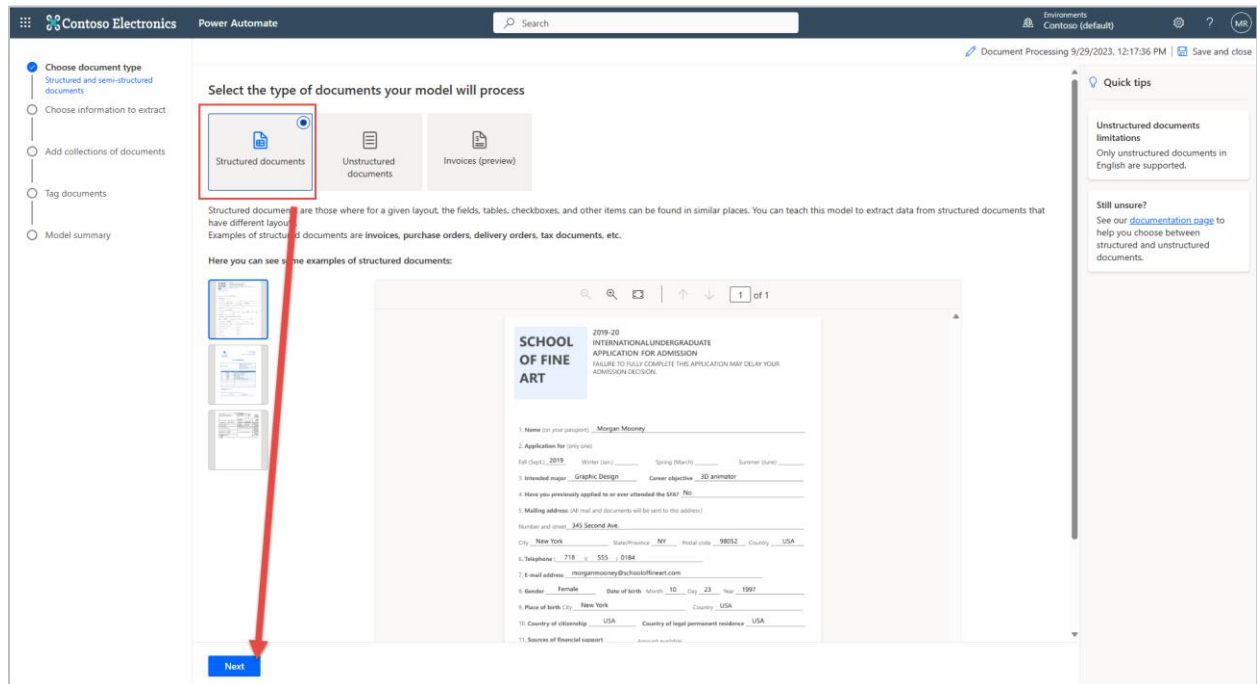 Contoso Electronics
Power Automate
Search
Environments
Contoso (default)
?
MR
Document Processing 9/29/2023, 12:17:36 PM | Save and close
Choose document type
Structured and semi-structured
documents
Choose information to extract
Add collections of documents
Tag documents
Model summary
Select the type of documents your model will process
Structured documents
Unstructured
documents
Invoices (preview)
Structured documents are those where for a given layout, the fields, tables, checkboxes, and other items can be found in similar places. You can teach this model to extract data from structured documents that
have different layouts.
Examples of structured documents are invoices, purchase orders, delivery orders, tax documents, etc.
Here you can see some examples of structured documents:
1 of 1
SCHOOL
OF FINE
ART
2019-20
INTERNATIONALUNDERGRADUATE
APPLICATION FOR ADMISSION
FAILURE TO FULLY COMPLETE THIS APPLICATION MAY DELAY YOUR
ADMISSION DECISION.
1. Name (on your passport) Morgan Mooney
2. Application for (only one)
Fall (Sept.) 2019 Winter (Jan.) Spring (March) Summer (June)
3. Intended major Graphic Design Career objective 3D animator
4. Have you previously applied to or ever attended the SFA? No
5. Mailing address: (All mail and documents will be sent to this address)
Number and street 345 Second Ave.
City New York State/Province NY Postal code 98052 Country USA
6. Telephone: 718 555 0184
7. E-mail address morganmooney@schooloffineart.com
8. Gender Female Date of birth Month 10 Day 23 Year 1997
9. Place of birth City New York Country USA
10. Country of citizenship USA Country of legal permanent residence USA
11. Sources of financial support Amount available
Next
Quick tips
Unstructured documents
limitations
Only unstructured documents in
English are supported.
Still unsure?
See our documentation page to
help you choose between
structured and unstructured
documents.